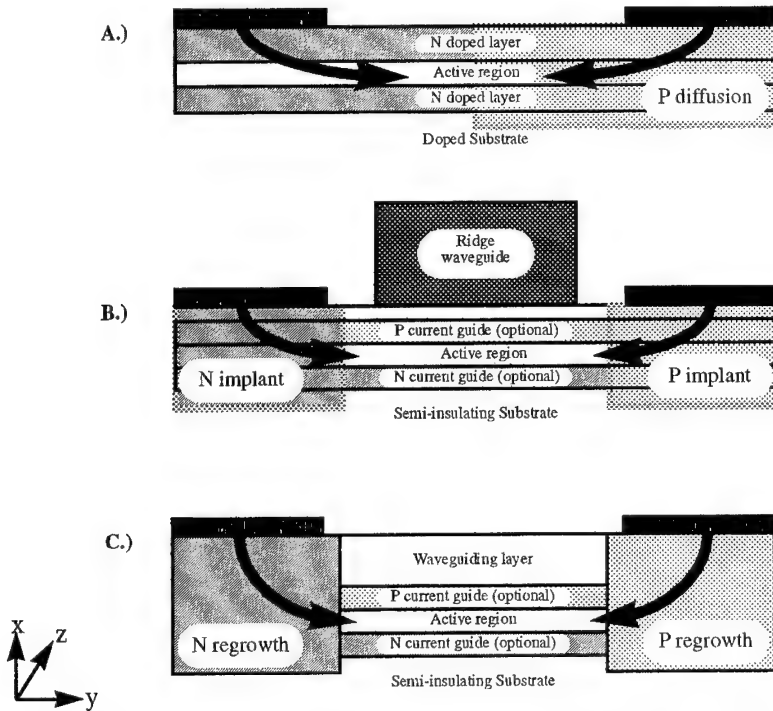 A.)
N doped layer
Active region
N doped layer
P diffusion
Doped Substrate
Ridge
waveguide
B.)
P current guide (optional)
Active region
N implant
N current guide (optional)
P implant
Semi-insulating Substrate
C.)
Waveguiding layer
P current guide (optional)
Active region
N regrowth
N current guide (optional)
P regrowth
Semi-insulating Substrate
x
z
y